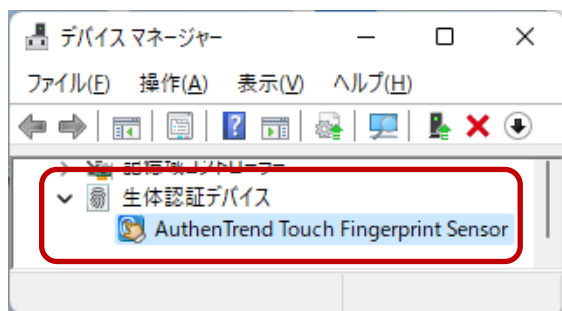 デバイス マネージャー
ファイル(F) 操作(A) 表示(V) ヘルプ(H)
生体認証デバイス
AuthenTrend Touch Fingerprint Sensor